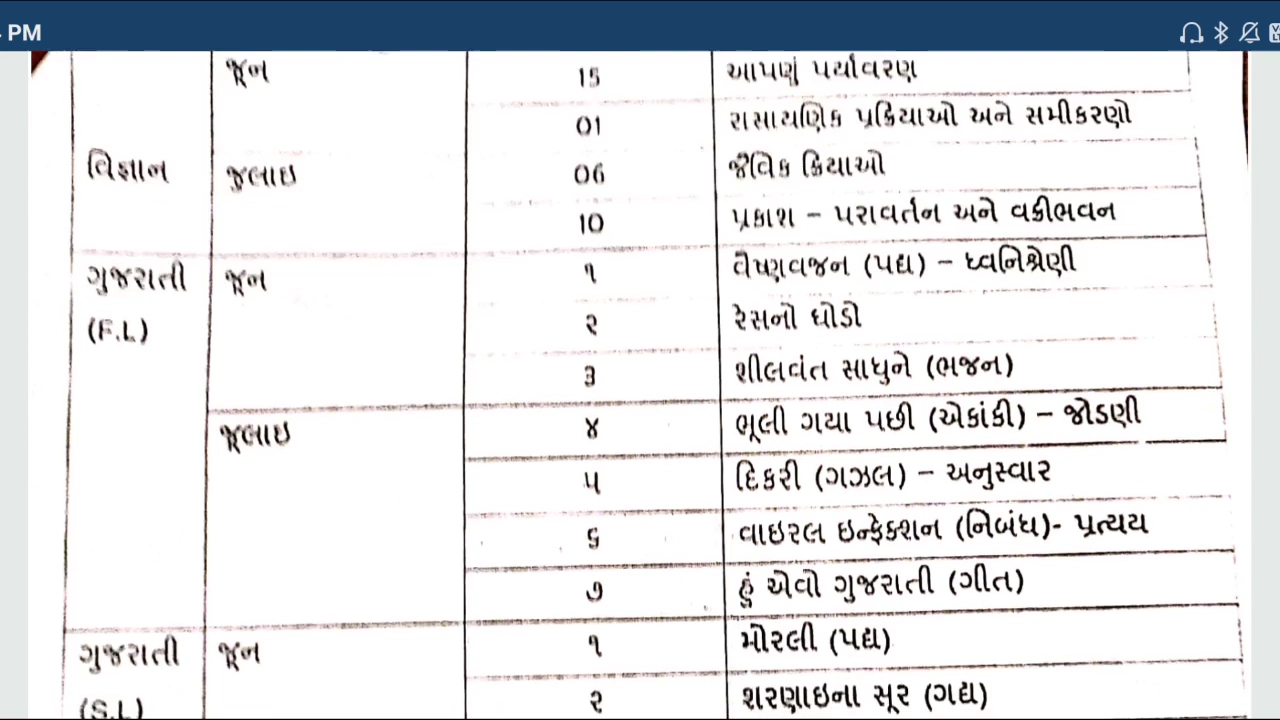 PM
જૂન 15 આપણું પર્યાવરણ
01 રાસાયણિક પ્રક્રિયાઓ અને સમીકરણો
વિજ્ઞાન જુલાઇ 06 જૈવિક ક્રિયાઓ
10 પ્રકાશ – પરાવર્તન અને વકીભવન
ગુજરાતી જૂન ૧ વૈષ્ણવજન (પદ્ય) – ધ્વનિશ્રેણી
(F.L) ૨ રેસનો ઘોડો
૩ શીલવંત સાધુને (ભજન)
જૂલાઇ ૪ ભૂલી ગયા પછી (એકાંકી) – જોડણી
૫ દિકરી (ગઝલ) – અનુસ્વાર
૬ વાઇરલ ઇન્ફેકશન (નિબંધ)- પ્રત્યય
૭ હું એવો ગુજરાતી (ગીત)
ગુજરાતી જૂન ૧ મોરલી (પદ્ય)
(S.L) ૨ શરણાઇના સૂર (ગદ્ય)